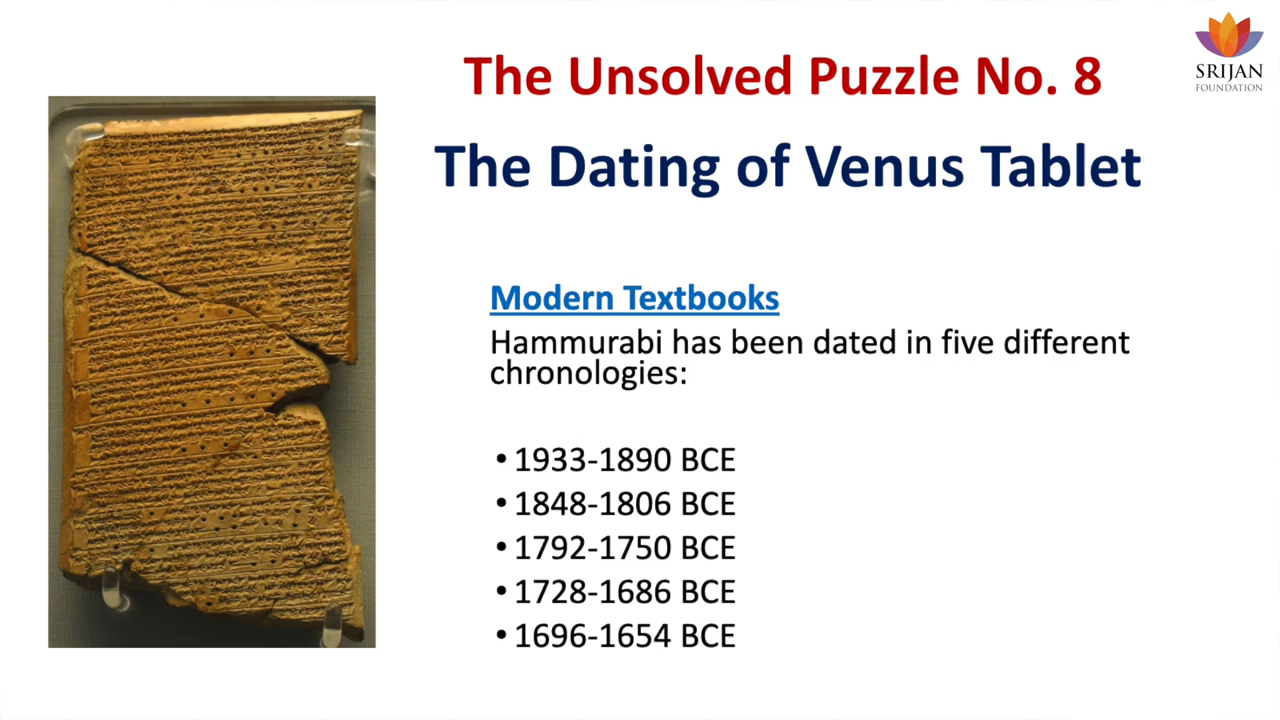 The Unsolved Puzzle No. 8
SRIJAN
FOUNDATION
The Dating of Venus Tablet
Modern Textbooks
Hammurabi has been dated in five different
chronologies:
• 1933-1890 BCE
• 1848-1806 BCE
• 1792-1750 BCE
• 1728-1686 BCE
• 1696-1654 BCE